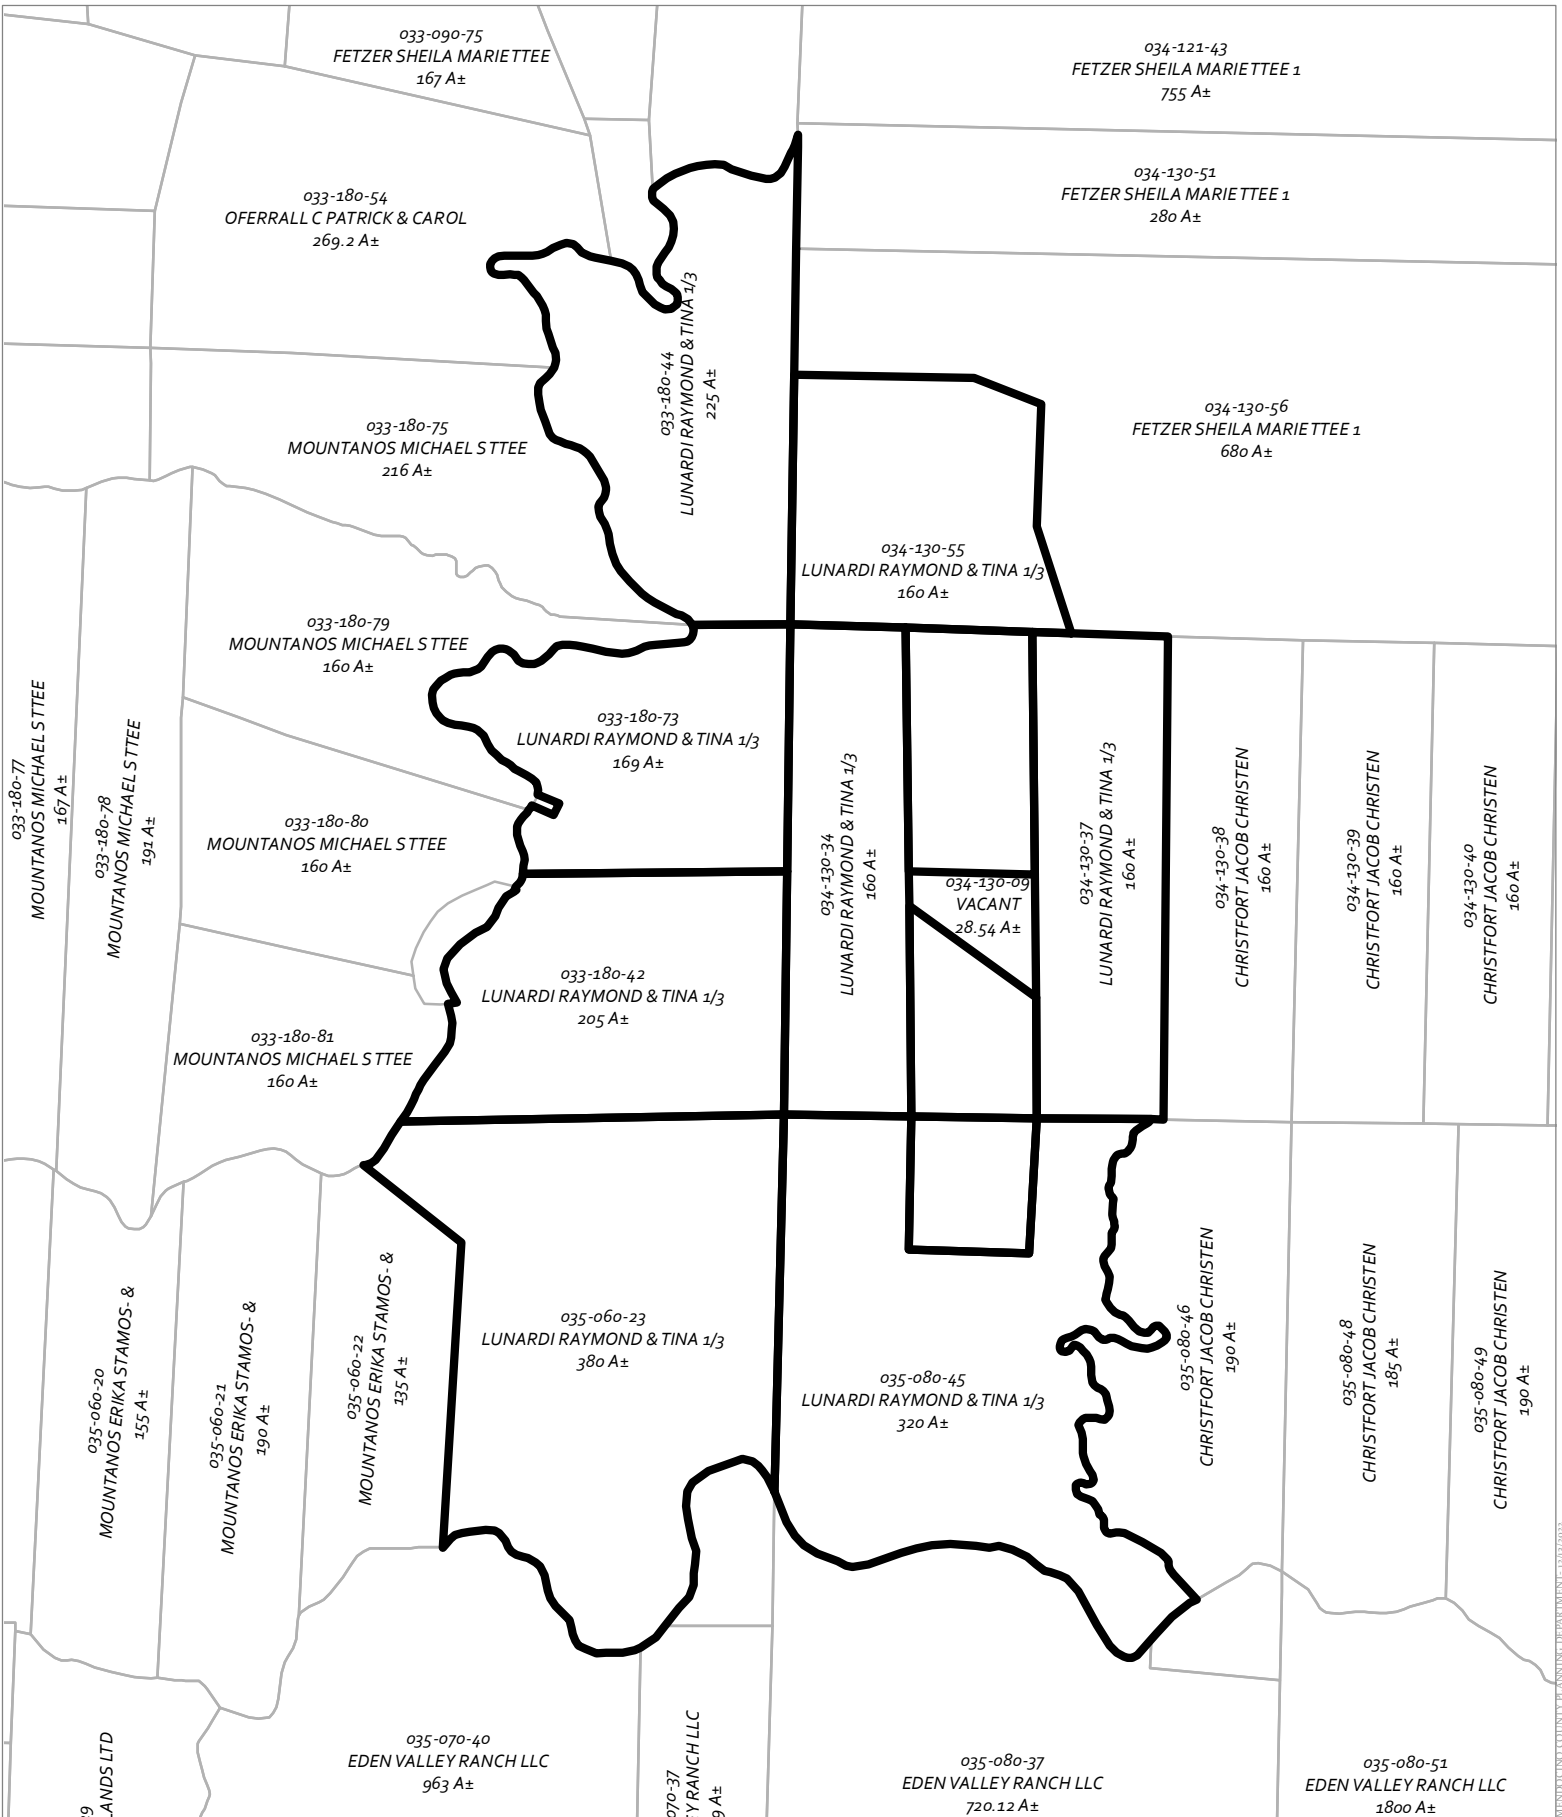 033-090-75
FETZER SHEILA MARIETTEE
167 A±
034-121-43
FETZER SHEILA MARIETTEE 1
755 A±
034-130-51
FETZER SHEILA MARIETTEE 1
280 A±
033-180-54
OFERRALL C PATRICK & CAROL
269.2 A±
033-180-44
LUNARDI RAYMOND & TINA 1/3
225 A±
034-130-56
FETZER SHEILA MARIETTEE 1
680 A±
033-180-75
MOUNTANOS MICHAEL S TTEE
216 A±
034-130-55
LUNARDI RAYMOND & TINA 1/3
160 A±
033-180-79
MOUNTANOS MICHAEL S TTEE
160 A±
033-180-73
LUNARDI RAYMOND & TINA 1/3
169 A±
033-180-77
MOUNTANOS MICHAEL S TTEE
167 A±
033-180-78
MOUNTANOS MICHAEL S TTEE
191 A±
033-180-80
MOUNTANOS MICHAEL S TTEE
160 A±
034-130-34
LUNARDI RAYMOND & TINA 1/3
160 A±
034-130-09
VACANT
28.54 A±
034-130-37
LUNARDI RAYMOND & TINA 1/3
160 A±
034-130-38
CHRISTFORT JACOB CHRISTEN
160 A±
034-130-39
CHRISTFORT JACOB CHRISTEN
160 A±
034-130-40
CHRISTFORT JACOB CHRISTEN
160 A±
033-180-42
LUNARDI RAYMOND & TINA 1/3
205 A±
033-180-81
MOUNTANOS MICHAEL S TTEE
160 A±
035-060-20
MOUNTANOS ERIKA STAMOS- &
155 A±
035-060-21
MOUNTANOS ERIKA STAMOS- &
190 A±
035-060-22
MOUNTANOS ERIKA STAMOS- &
135 A±
035-060-23
LUNARDI RAYMOND & TINA 1/3
380 A±
035-080-45
LUNARDI RAYMOND & TINA 1/3
320 A±
035-080-46
CHRISTFORT JACOB CHRISTEN
190 A±
035-080-48
CHRISTFORT JACOB CHRISTEN
185 A±
035-080-49
CHRISTFORT JACOB CHRISTEN
190 A±
LANDS LTD
035-070-40
EDEN VALLEY RANCH LLC
963 A±
070-37
Y RANCH LLC
9 A±
035-080-37
EDEN VALLEY RANCH LLC
720.12 A±
035-080-51
EDEN VALLEY RANCH LLC
1800 A±
MENDOCINO COUNTY PLANNING DEPARTMENT-